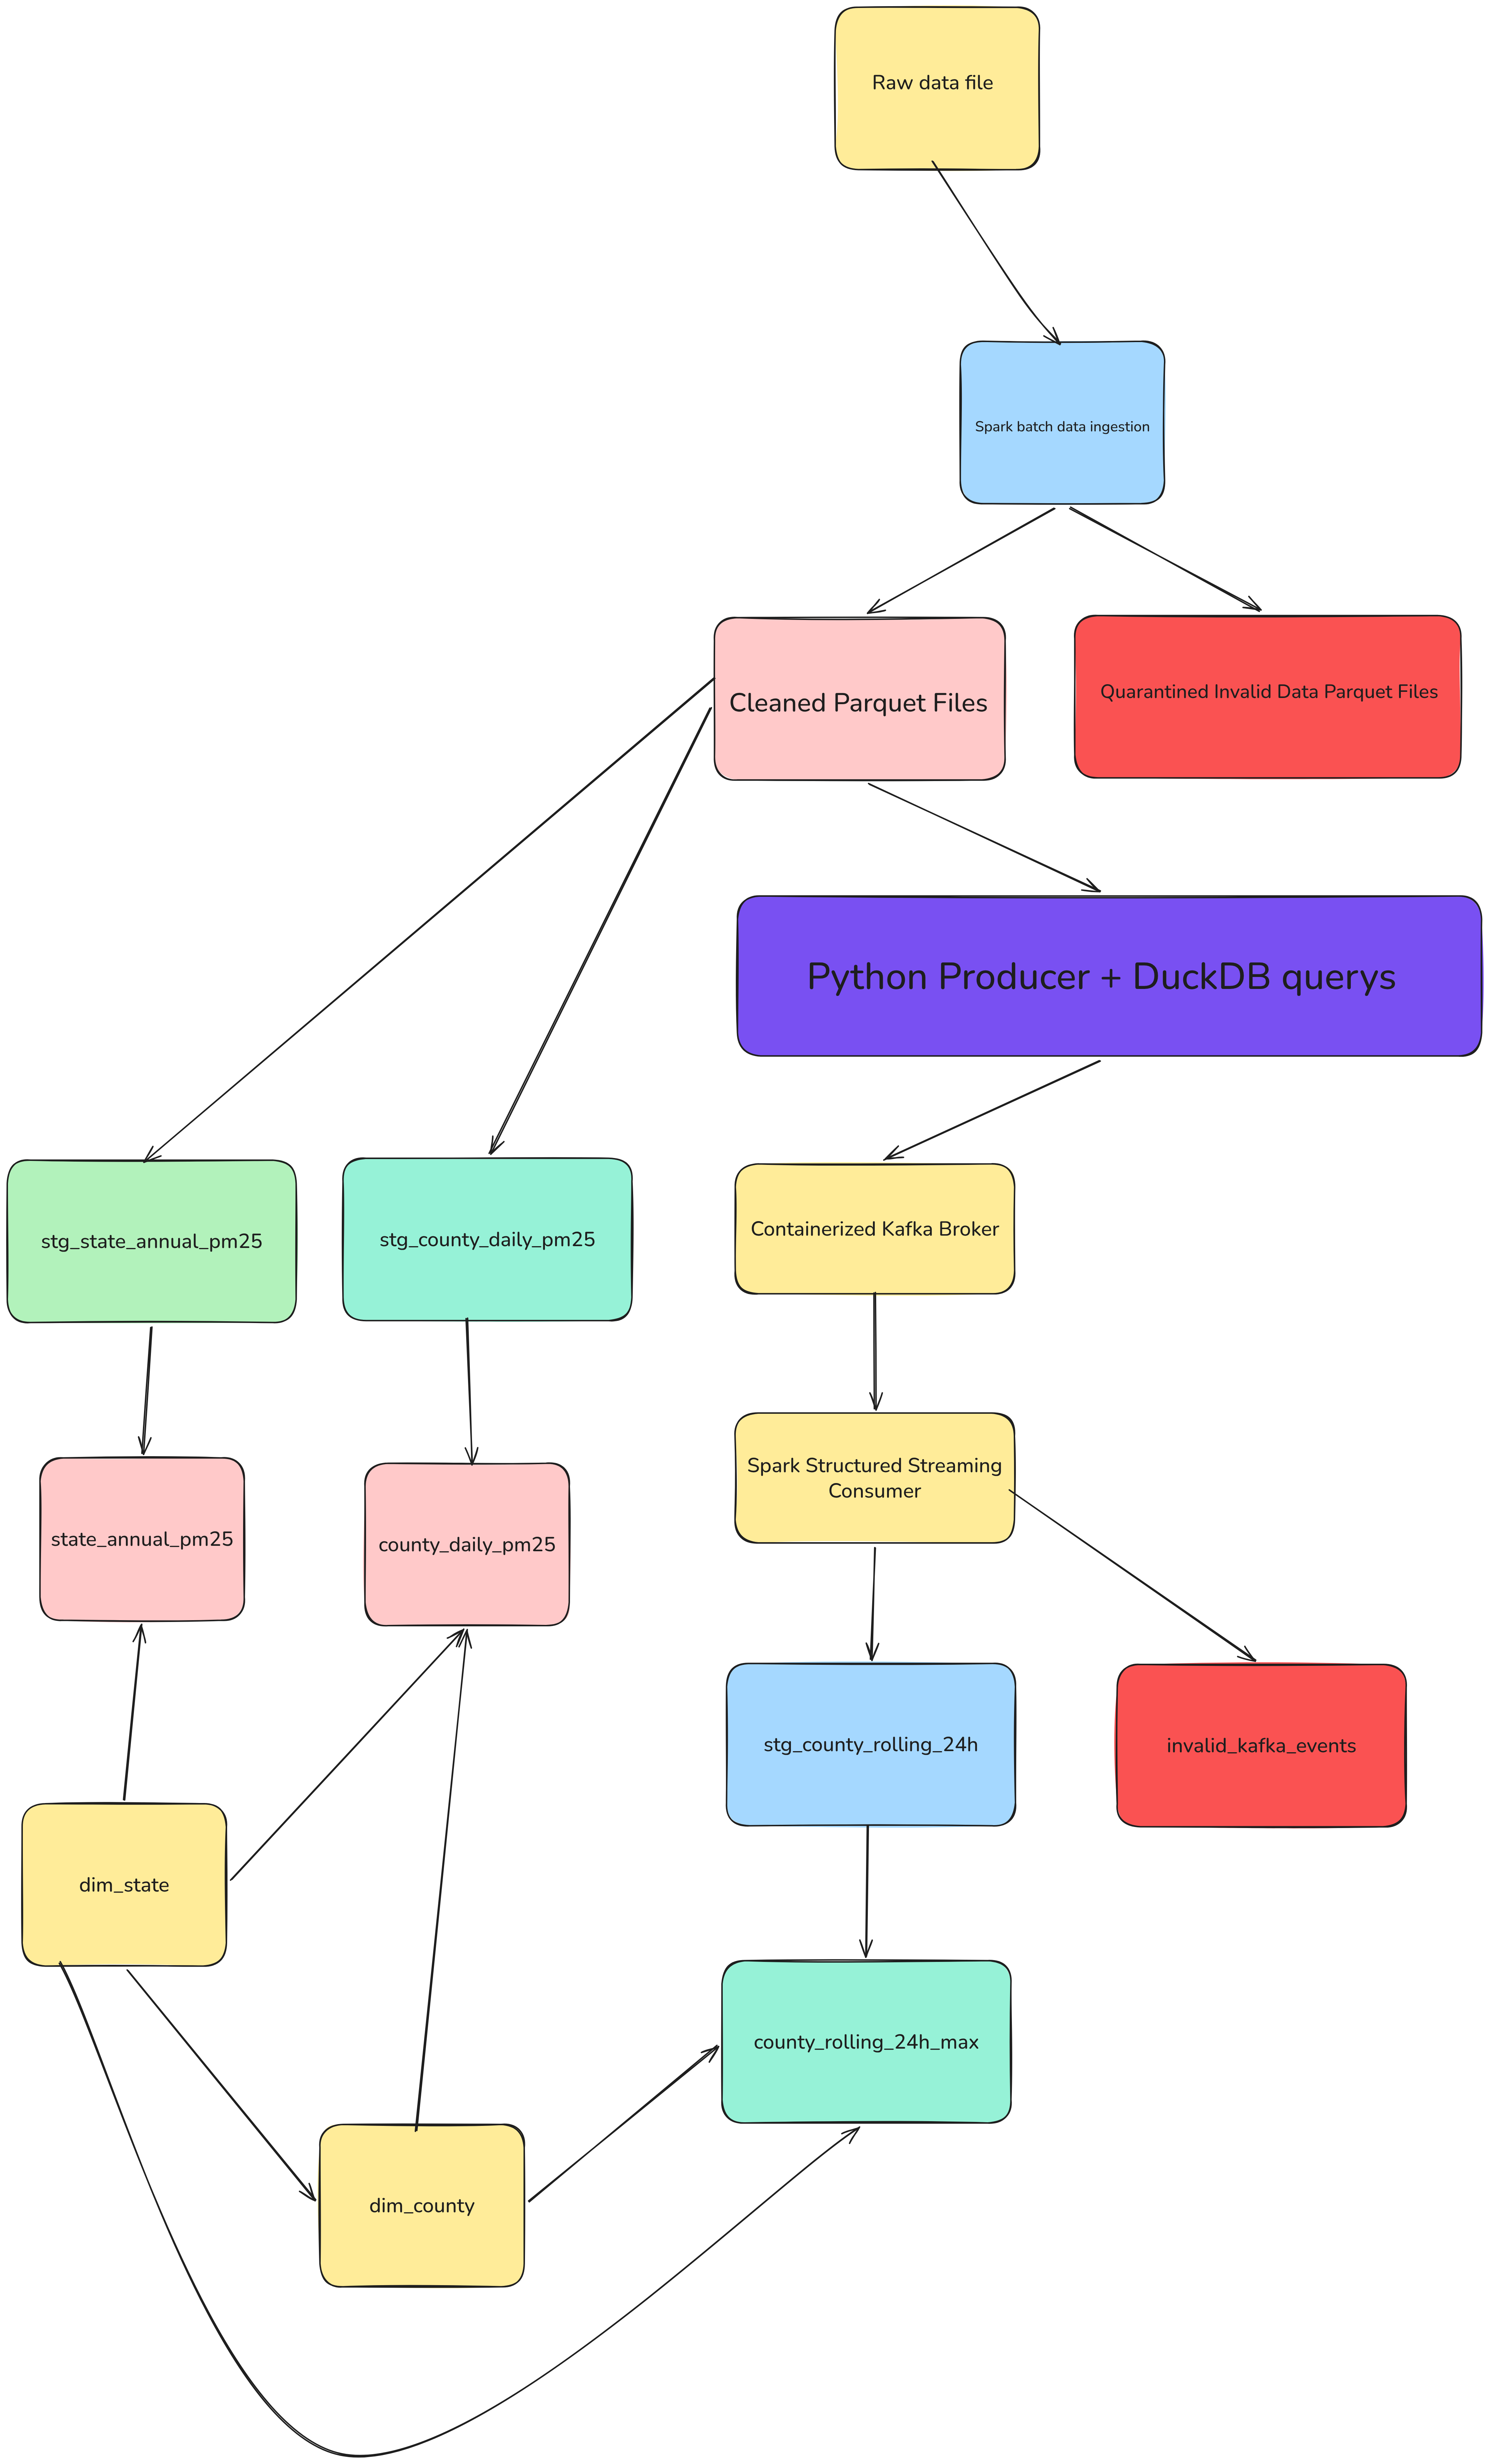 Raw data file
Spark batch data ingestion
Cleaned Parquet Files
Quarantined Invalid Data Parquet Files
Python Producer + DuckDB querys
stg_state_annual_pm25
stg_county_daily_pm25
Containerized Kafka Broker
Spark Structured Streaming
Consumer
state_annual_pm25
county_daily_pm25
stg_county_rolling_24h
invalid_kafka_events
dim_state
county_rolling_24h_max
dim_county